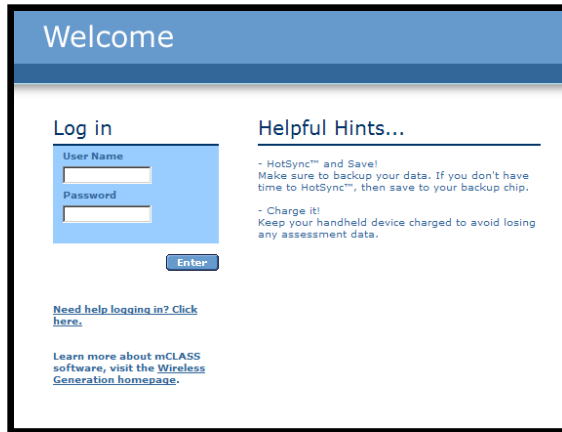 Welcome
Log in
User Name
Password
Enter
Need help logging in? Click
here.
Learn more about mCLASS
software, visit the Wireless
Generation homepage.
Helpful Hints...
- HotSync™ and Save!
Make sure to backup your data. If you don't have
time to HotSync™, then save to your backup chip.
- Charge it!
Keep your handheld device charged to avoid losing
any assessment data.